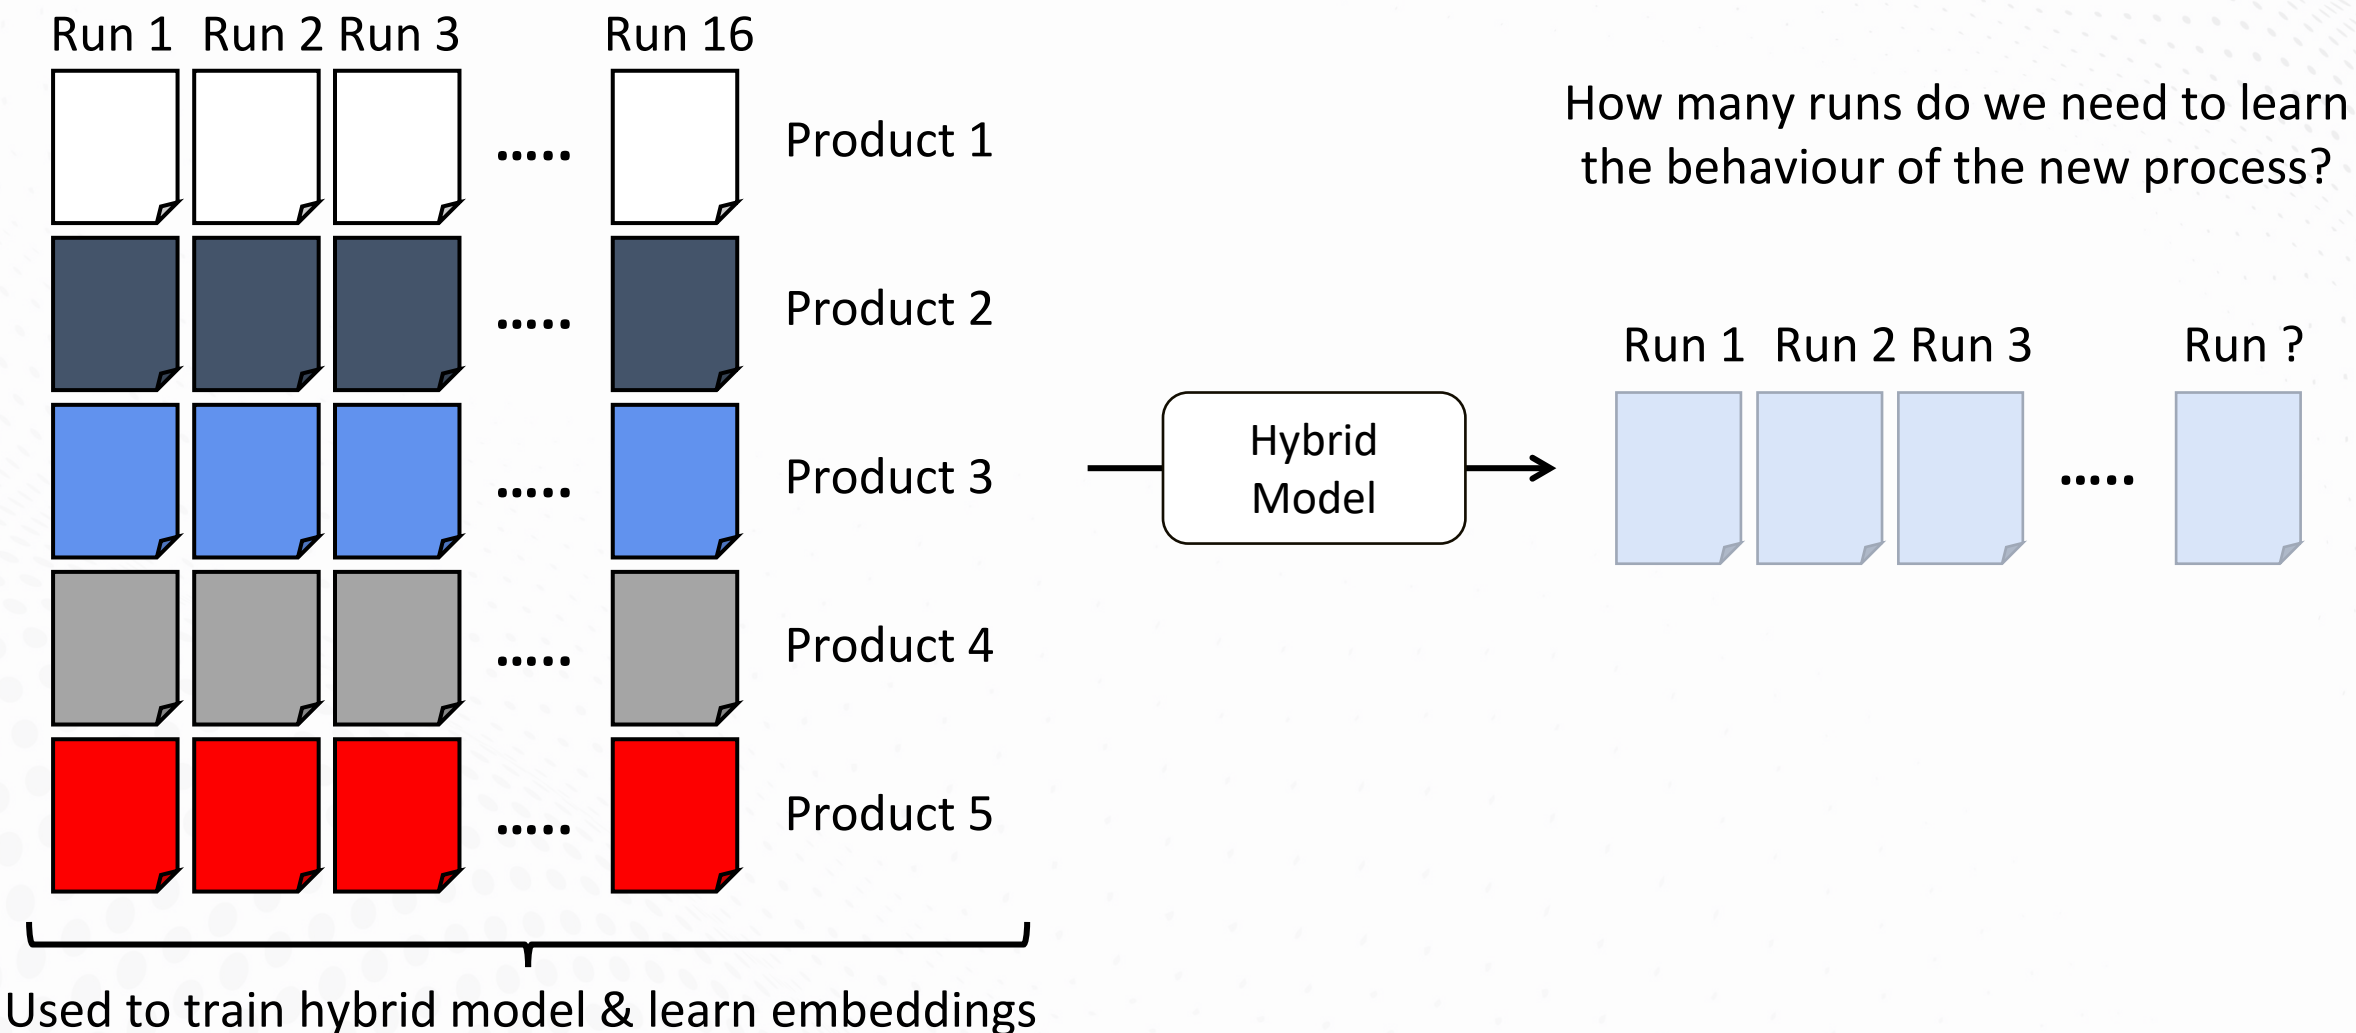 Run 1 Run 2 Run 3 Run 16
Product 1
Product 2
Product 3
Product 4
Product 5
Used to train hybrid model & learn embeddings
Hybrid
Model
How many runs do we need to learn
the behaviour of the new process?
Run 1 Run 2 Run 3 Run ?